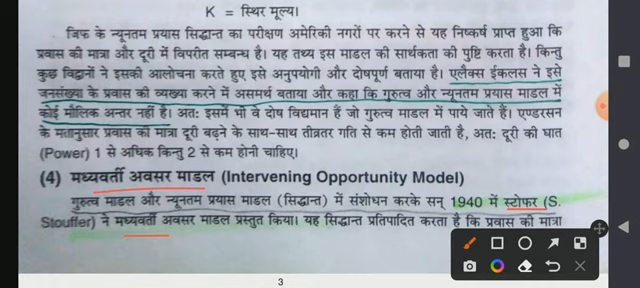 K = स्थिर मूल्य।
जिफ के न्यूनतम प्रयास सिद्धान्त का परीक्षण अमेरिकी नगरों पर करने से यह निष्कर्ष प्राप्त हुआ कि
प्रवास की मात्रा और दूरी में विपरीत सम्बन्ध है। यह तथ्य इस माडल की सार्थकता की पुष्टि करता है। किन्तु
कुछ विद्वानों ने इसकी आलोचना करते हुए इसे अनुपयोगी और दोषपूर्ण बताया है। एलैक्स ईकलस ने इसे
जनसंख्या के प्रवास की व्यख्या करने में असमर्थ बताया और कहा कि गुरुत्व और न्यूनतम प्रयास माडल में
कोई मौलिक अन्तर नहीं है। अतः इसमें भी वे दोष विद्यमान हैं जो गुरुत्व माडल में पाये जाते हैं। एण्डरसन
के मतानुसार प्रवास की मात्रा दूरी बढ़ने के साथ-साथ तीव्रतर गति से कम होती जाती है, अतः दूरी की घात
(Power) 1 से अधिक किन्तु 2 से कम होनी चाहिए।
(4) मध्यवर्ती अवसर माडल (Intervening Opportunity Model)
गुरुत्व माडल और न्यूनतम प्रयास माडल (सिद्धान्त) में संशोधन करके सन् 1940 में स्टोफर (S.
Stouffer) ने मध्यवर्ती अवसर माडल प्रस्तुत किया। यह सिद्धान्त प्रतिपादित करता है कि प्रवास की मात्रा
3